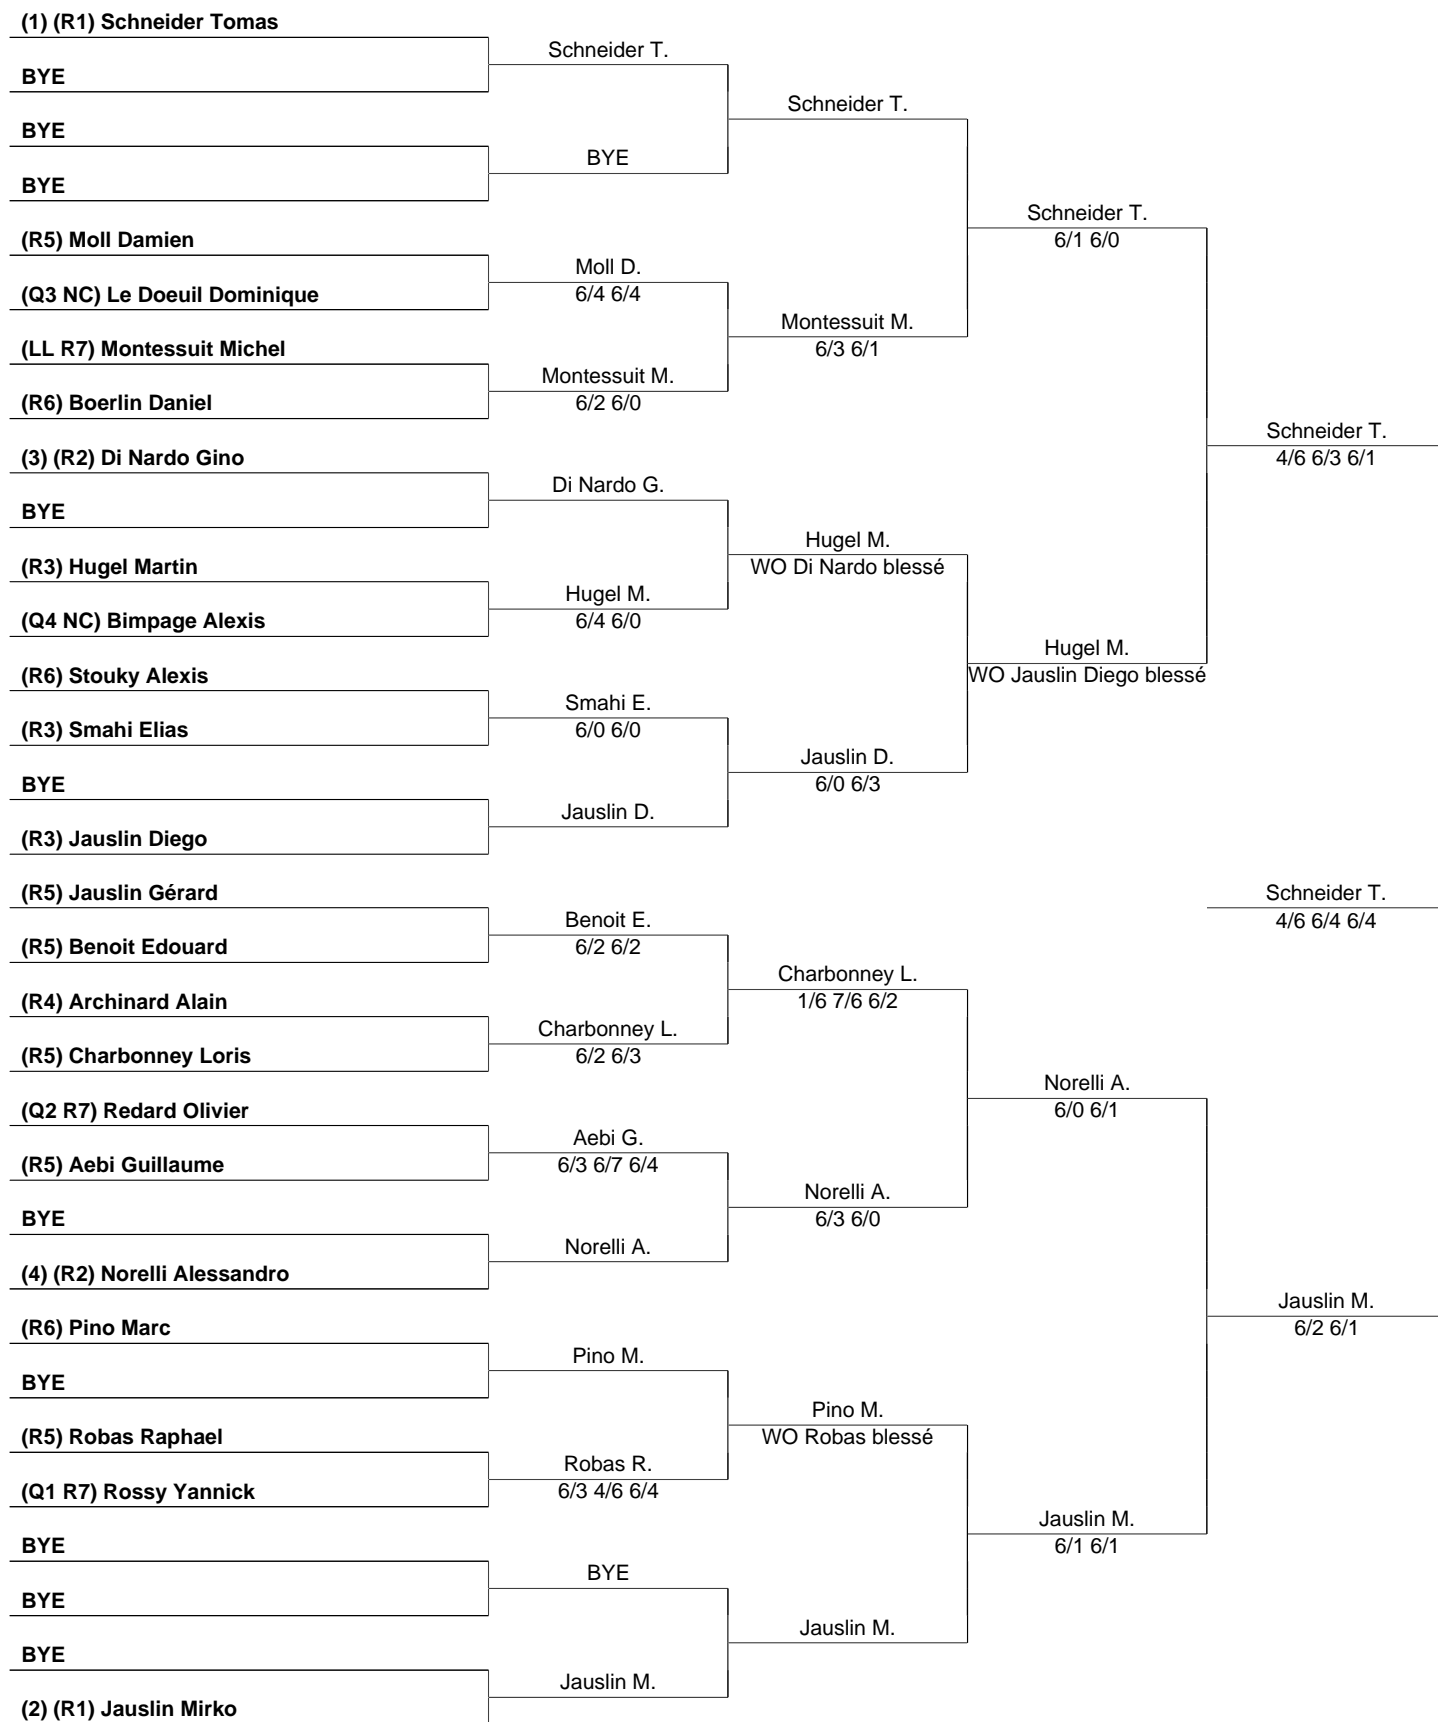 (1) (R1) Schneider Tomas
Schneider T.
BYE
Schneider T.
BYE
BYE
BYE
Schneider T.
6/1 6/0
(R5) Moll Damien
Moll D.
6/4 6/4
(Q3 NC) Le Doeuil Dominique
Montessuit M.
6/3 6/1
(LL R7) Montessuit Michel
Montessuit M.
6/2 6/0
(R6) Boerlin Daniel
Schneider T.
4/6 6/3 6/1
(3) (R2) Di Nardo Gino
Di Nardo G.
BYE
Hugel M.
WO Di Nardo blessé
(R3) Hugel Martin
Hugel M.
6/4 6/0
(Q4 NC) Bimpage Alexis
Hugel M.
WO Jauslin Diego blessé
(R6) Stouky Alexis
Smahi E.
6/0 6/0
(R3) Smahi Elias
Jauslin D.
6/0 6/3
BYE
Jauslin D.
(R3) Jauslin Diego
(R5) Jauslin Gérard
Schneider T.
4/6 6/4 6/4
Benoit E.
6/2 6/2
(R5) Benoit Edouard
Charbonney L.
1/6 7/6 6/2
(R4) Archinard Alain
Charbonney L.
6/2 6/3
(R5) Charbonney Loris
Norelli A.
6/0 6/1
(Q2 R7) Redard Olivier
Aebi G.
6/3 6/7 6/4
(R5) Aebi Guillaume
Norelli A.
6/3 6/0
BYE
Norelli A.
(4) (R2) Norelli Alessandro
Jauslin M.
6/2 6/1
(R6) Pino Marc
Pino M.
BYE
Pino M.
WO Robas blessé
(R5) Robas Raphael
Robas R.
6/3 4/6 6/4
(Q1 R7) Rossy Yannick
Jauslin M.
6/1 6/1
BYE
BYE
BYE
Jauslin M.
BYE
Jauslin M.
(2) (R1) Jauslin Mirko